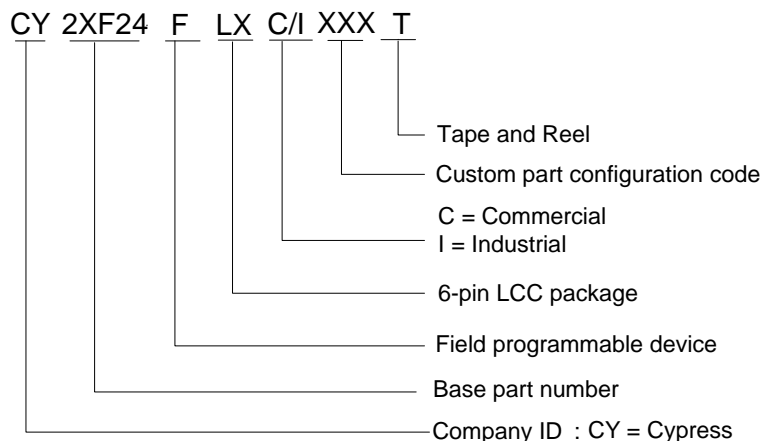 CY 2XF24 F LX C/I XXX T
Tape and Reel
Custom part configuration code
C = Commercial
I = Industrial
6-pin LCC package
Field programmable device
Base part number
Company ID : CY = Cypress